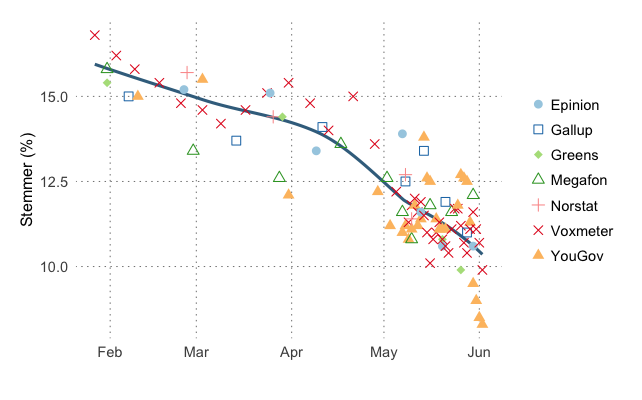 Stemmer (%)
15.0
12.5
10.0
Feb
Mar
Apr
May
Jun
Epinion
Gallup
Greens
Megafon
Norstat
Voxmeter
YouGov